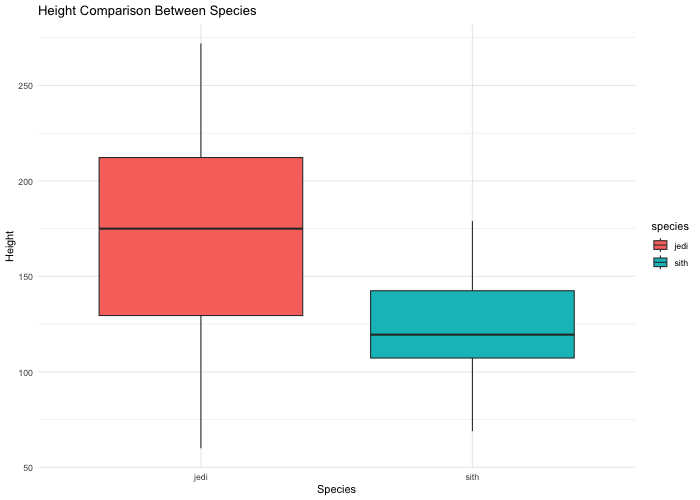 Height Comparison Between Species
Height
250
200
150
100
50
jedi
sith
Species
species
jedi
sith